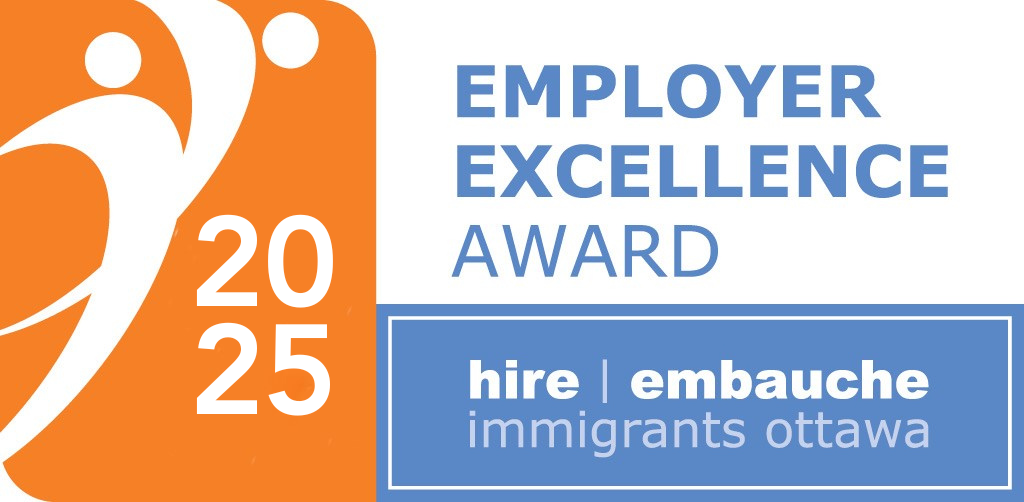 20
25
EMPLOYER
EXCELLENCE
AWARD
hire | embauche
immigrants ottawa